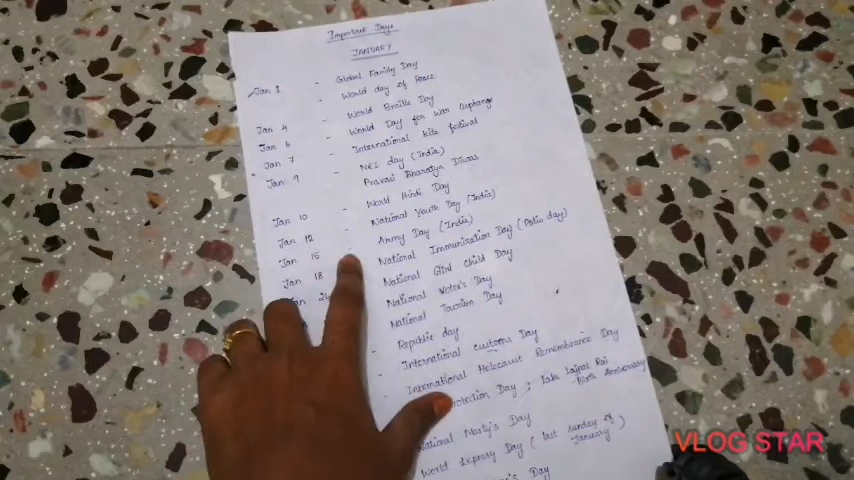 Important Days
JANUARY
Jan 1 - Global Family Day
- World day of Peace
Jan 4 - World Braille Day
Jan 6 - World Day for war orphangs
Jan 7 - International kite festival
Jan 9 - NRI day (India)
Pravasi Bharatiya Diwas
Jan 10 - World Hindi Day
Jan 12 - National Youth Day (India)
Jan 15 - Army Day (India)
Jan 18 National Immunization Day (Polio day)
Jan 24 National Girl Child Day
National Voter's Day
National Tourism Day
- Republic day
- International customs Day
- International Holocaust Remembrance Day
Day : Lala Lajpat Rai
Birth Anniversary
National Marty's Day
World Leprosy Day (last sunday of
January)
Day
VLOG STAR